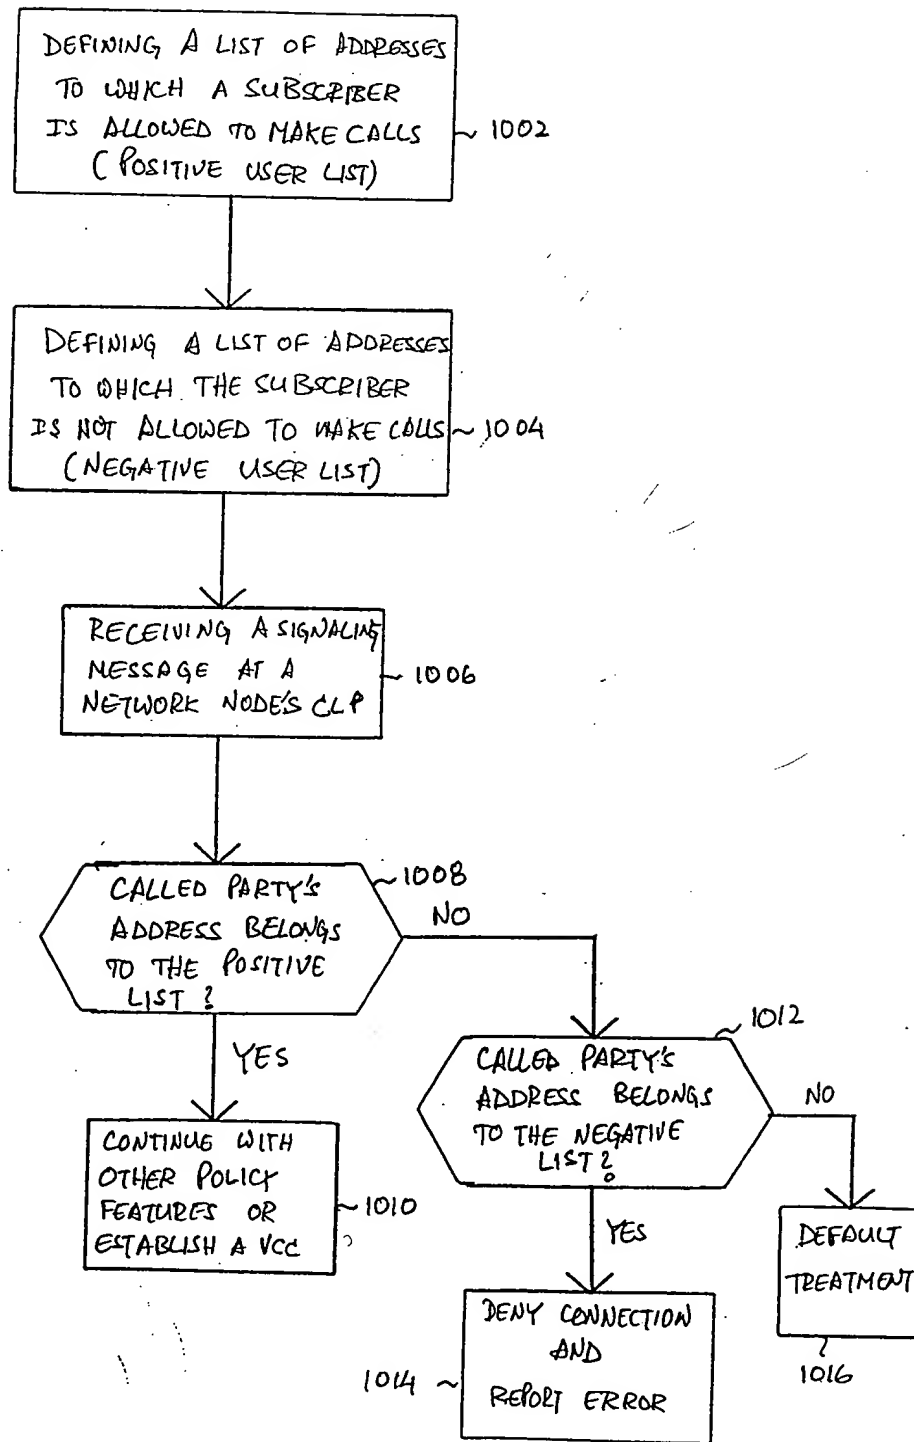 DEFINING A LIST OF ADDRESSES
TO WHICH A SUBSCRIBER
IS ALLOWED TO MAKE CALLS
(POSITIVE USER LIST)
~ 1002
DEFINING A LIST OF ADDRESSES
TO WHICH THE SUBSCRIBER
IS NOT ALLOWED TO MAKE CALLS ~ 1004
(NEGATIVE USER LIST)
RECEIVING A SIGNALING
MESSAGE AT A
NETWORK NODE'S CLP
~ 1006
CALLED PARTY'S
ADDRESS BELONGS
TO THE POSITIVE
LIST?
~1008
NO
YES
CONTINUE WITH
OTHER POLICY
FEATURES OR
ESTABLISH A VCC
~1010
CALLED PARTY'S
ADDRESS BELONGS
TO THE NEGATIVE
LIST?
~1012
NO
YES
DENY CONNECTION
AND
REPORT ERROR
1014 ~
DEFAULT
TREATMENT
1016